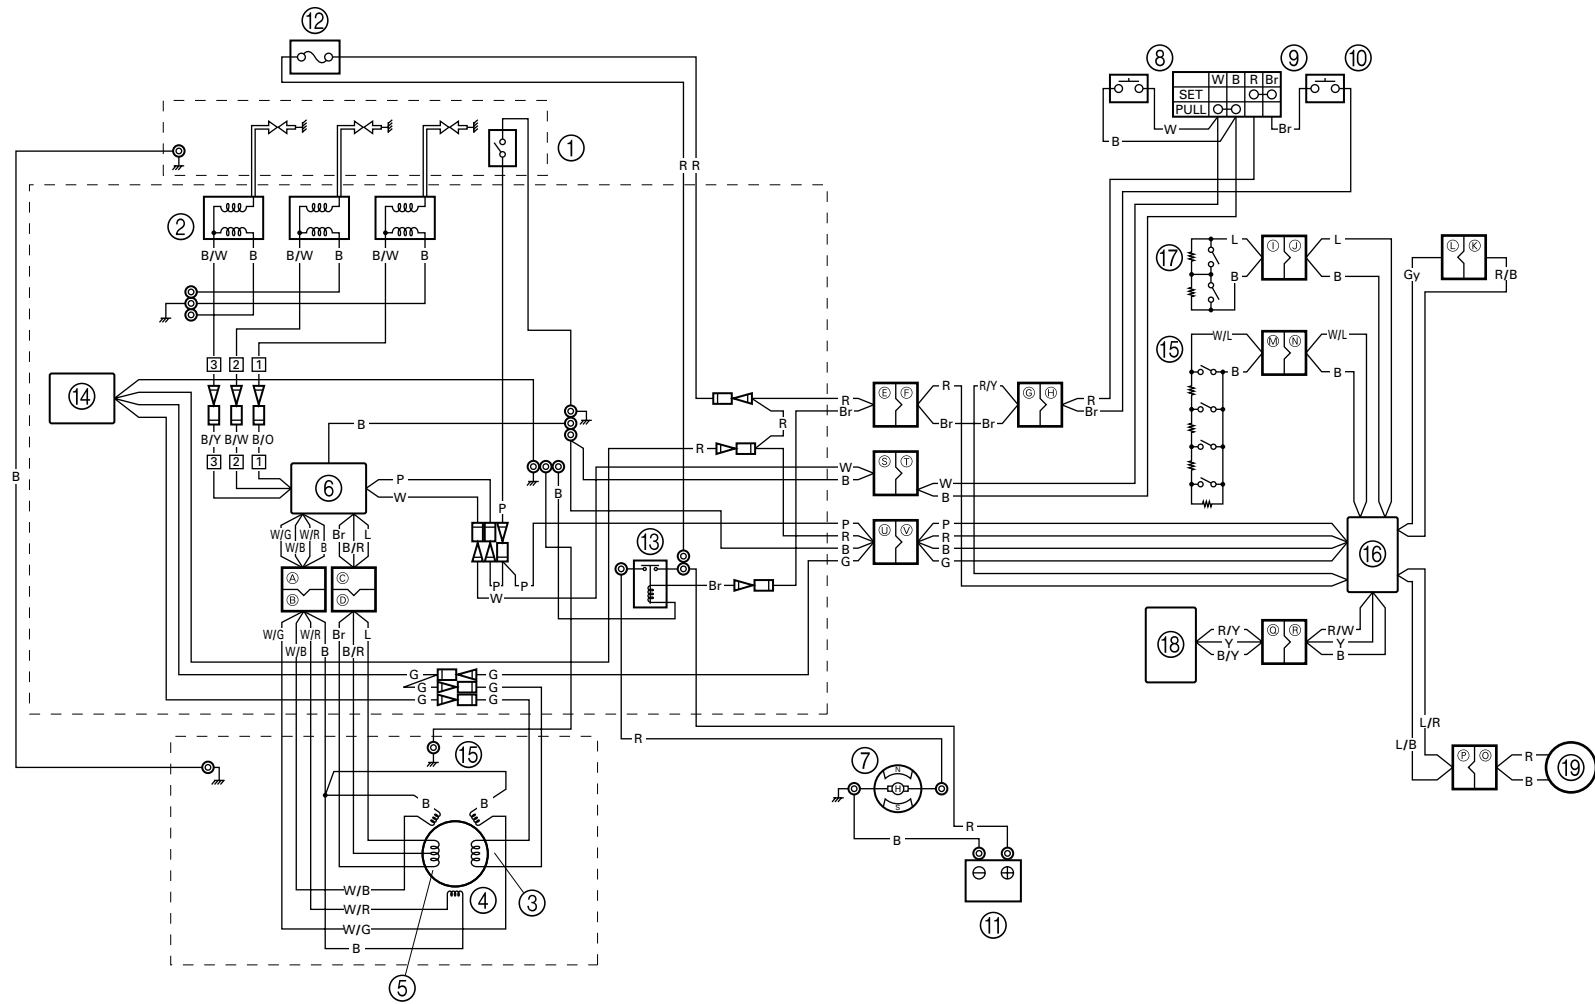 12
8 9 10
W B R Br
SET
PULL
W
B
Br
1
R R
2
B/W B B/W B B/W B
17
L
B
I J
L
B
L K
Gy
R/B
15
W/L
B
M N
W/L
B
3 2 1
14
B/Y B/W B/O
3 2 1
B
B
6
P
W
P
R
R
B
R
Br
E F
R
Br
R/Y
Br
G H
R
Br
W
B
S T
W
B
P
R
B
G
U V
P
R
B
G
16
W/G W/R Br L
W/B B B/R
A
B
C
D
W/G W/R Br L
W/B B B/R
P P
W
13
Br
18
R/Y
Y
B/Y
Q R
R/W
Y
B
G G
G G
G G
R
15
7
N
H
S
B
R
11
L/R
L/B
P O
R
B
19
B B
W/B
W/R
W/G
B
4
3
5